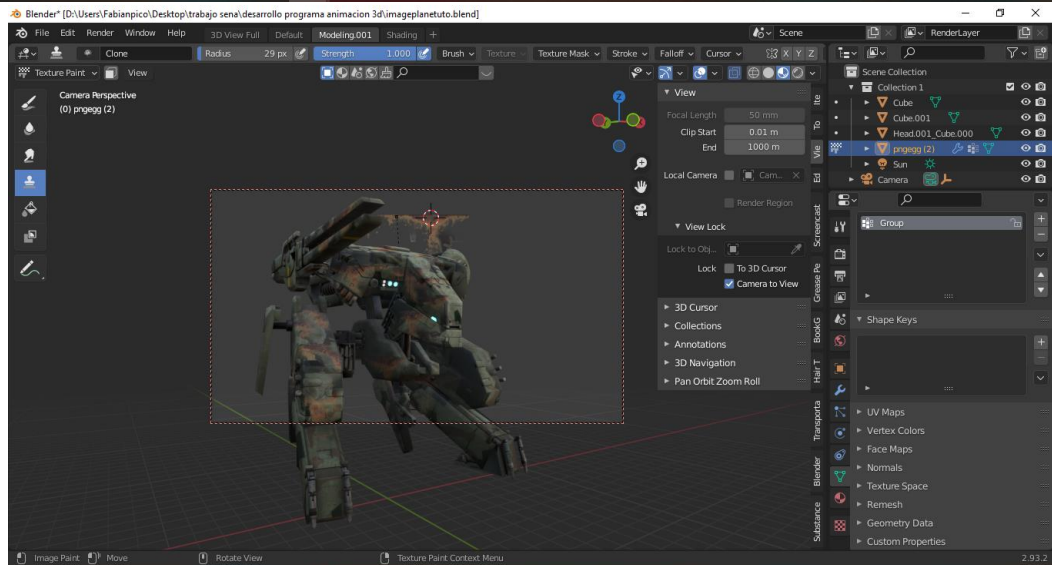 Blender* [D:\Users\Fabianpico\Desktop\trabajo sena\desarrollo programa animacion 3d\imageplanetuto.blend]
File Edit Render Window Help 3D View Full Default Modeling.001 Shading + Scene RenderLayer
Clone Radius 29 px Strength 1.000 Brush Texture Texture Mask Stroke Falloff Cursor X Y Z
Texture Paint View
Camera Perspective
(0) pngegg (2)
Z
View
Focal Length 50 mm
Clip Start 0.01 m
End 1000 m
Local Camera Cam...
Render Region
View Lock
Lock to Obj...
Lock To 3D Cursor
Camera to View
3D Cursor
Collections
Annotations
3D Navigation
Pan Orbit Zoom Roll
Ite
To
Vie
Ed
Screencast
Grease Pe
BookG
Hair T
Transporta
Blender
Substance
Scene Collection
Collection 1
Cube
Cube.001
Head.001_Cube.000
pngegg (2)
Sun
Camera
Group
Shape Keys
UV Maps
Vertex Colors
Face Maps
Normals
Texture Space
Remesh
Geometry Data
Custom Properties
Image Paint Move Rotate View Texture Paint Context Menu 2.93.2